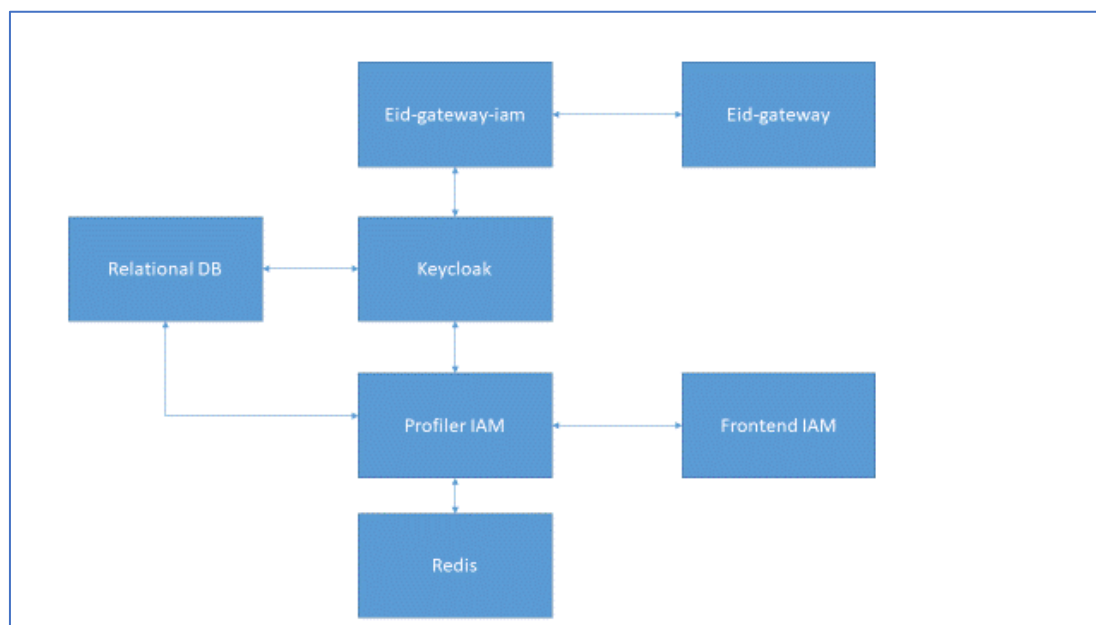 Eid-gateway-iam
Eid-gateway
Relational DB
Keycloak
Profiler IAM
Frontend IAM
Redis